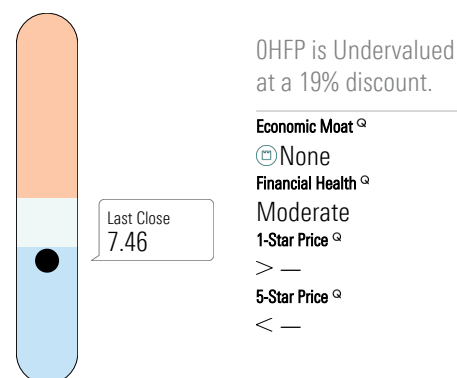 0HFP is Undervalued
at a 19% discount.
Economic Moat Q
None
Financial Health Q
Moderate
1-Star Price Q
> —
5-Star Price Q
< —
Last Close
7.46